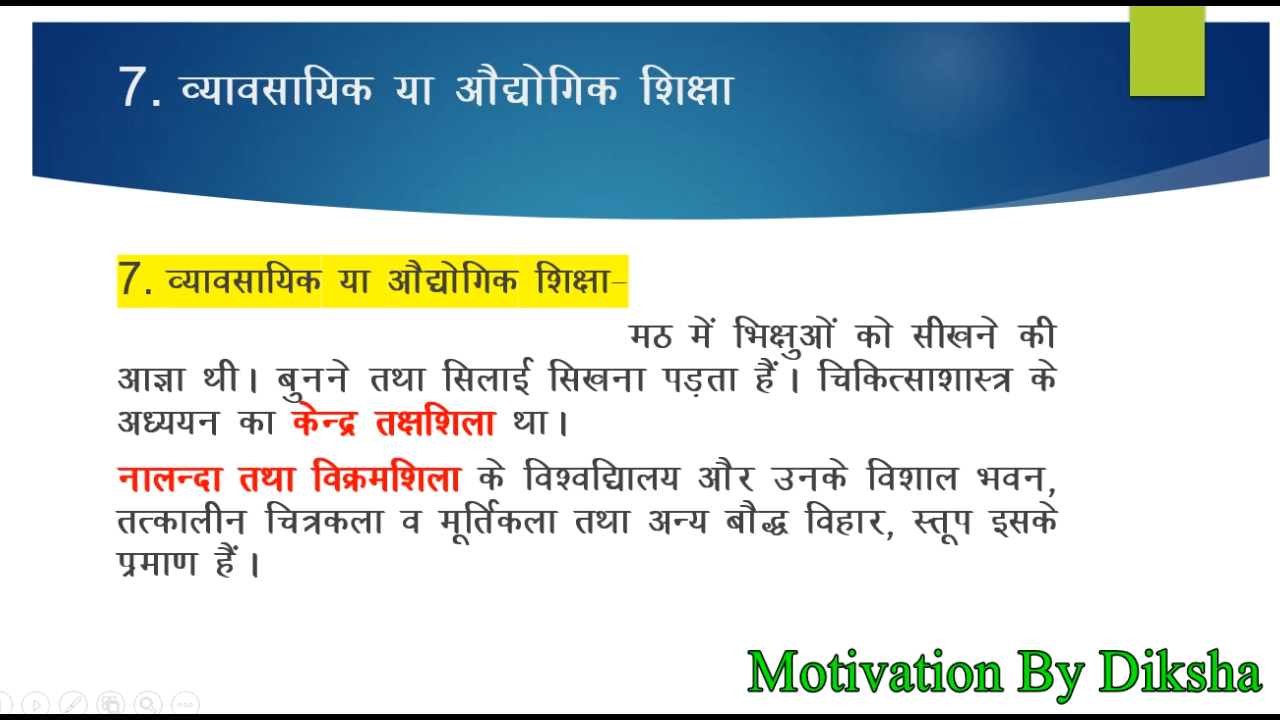 7. व्यावसायिक या औद्योगिक शिक्षा
7. व्यावसायिक या औद्योगिक शिक्षा–
मठ में भिक्षुओं को सीखने की
आज्ञा थी। बुनने तथा सिलाई सिखना पड़ता हैं। चिकित्साशास्त्र के
अध्ययन का केन्द्र तक्षशिला था।
नालन्दा तथा विक्रमशिला के विश्वद्यिालय और उनके विशाल भवन,
तत्कालीन चित्रकला व मूर्तिकला तथा अन्य बौद्ध विहार, स्तूप इसके
प्रमाण हैं।
Motivation By Diksha